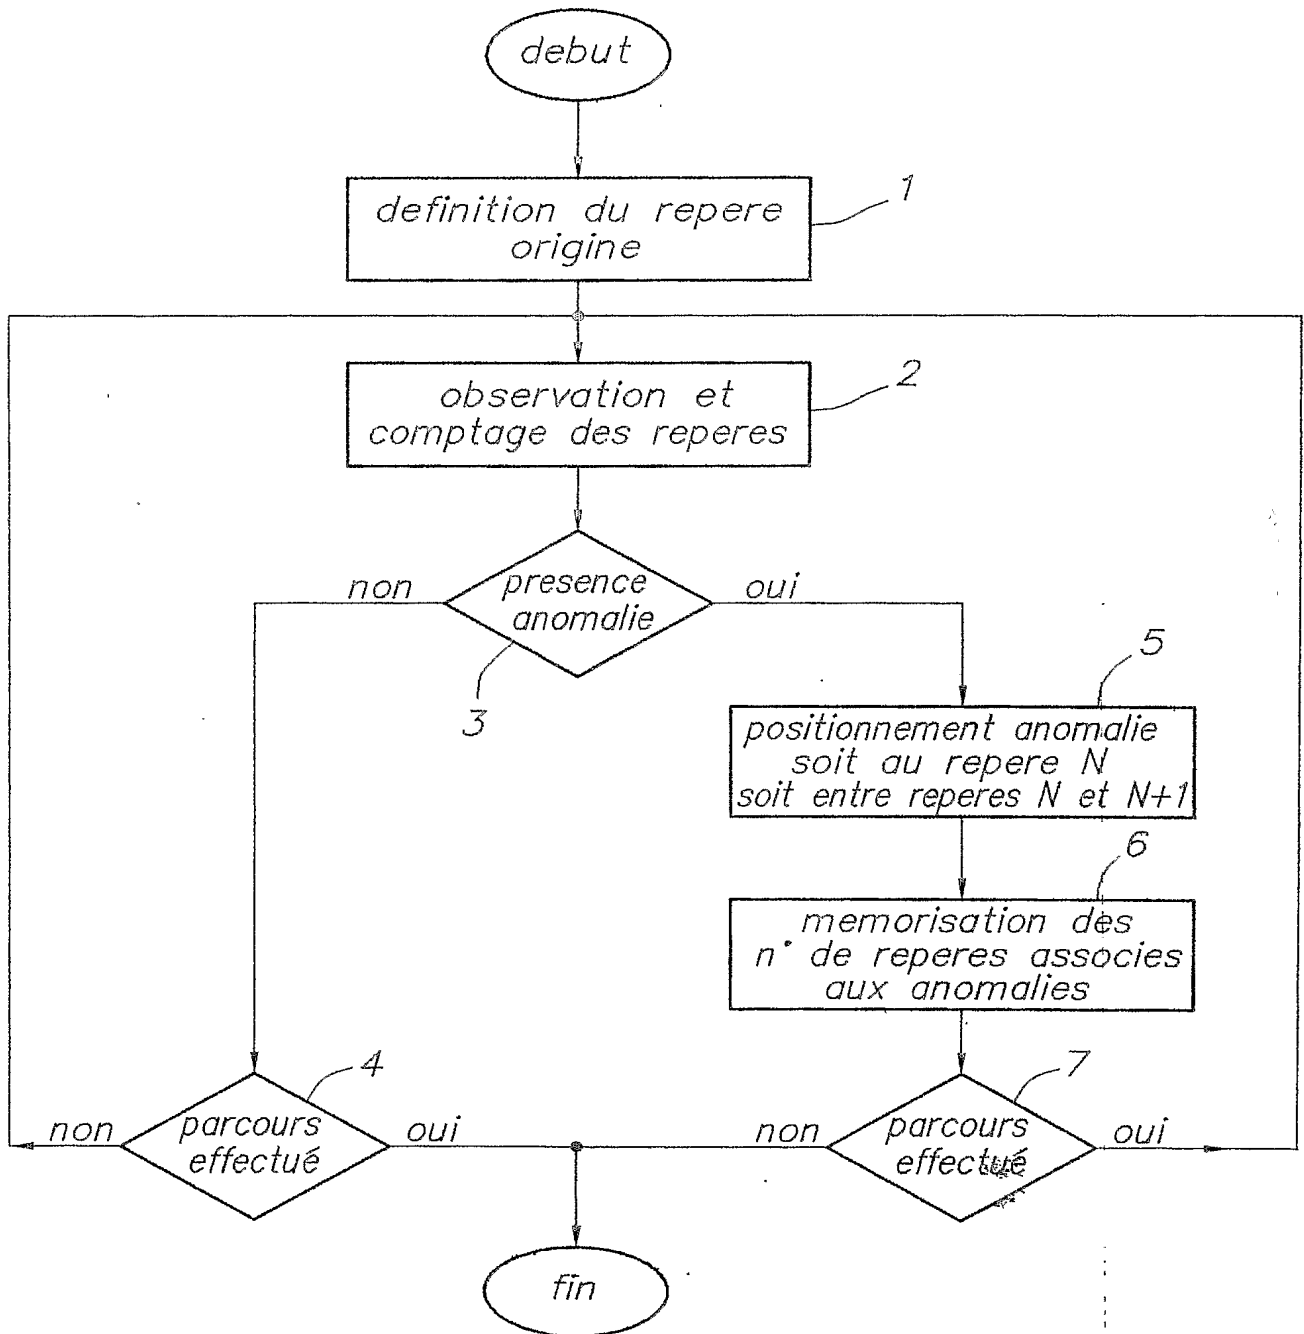 début
definition du repere
origine
1
observation et
comptage des reperes
2
non
presence
anomalie
oui
3
5
positionnement anomalie
soit au repere N
soit entre reperes N et N+1
6
memorisation des
n° de reperes associes
aux anomalies
4
non
parcours
effectué
oui
7
non
parcours
effectué
oui
fin